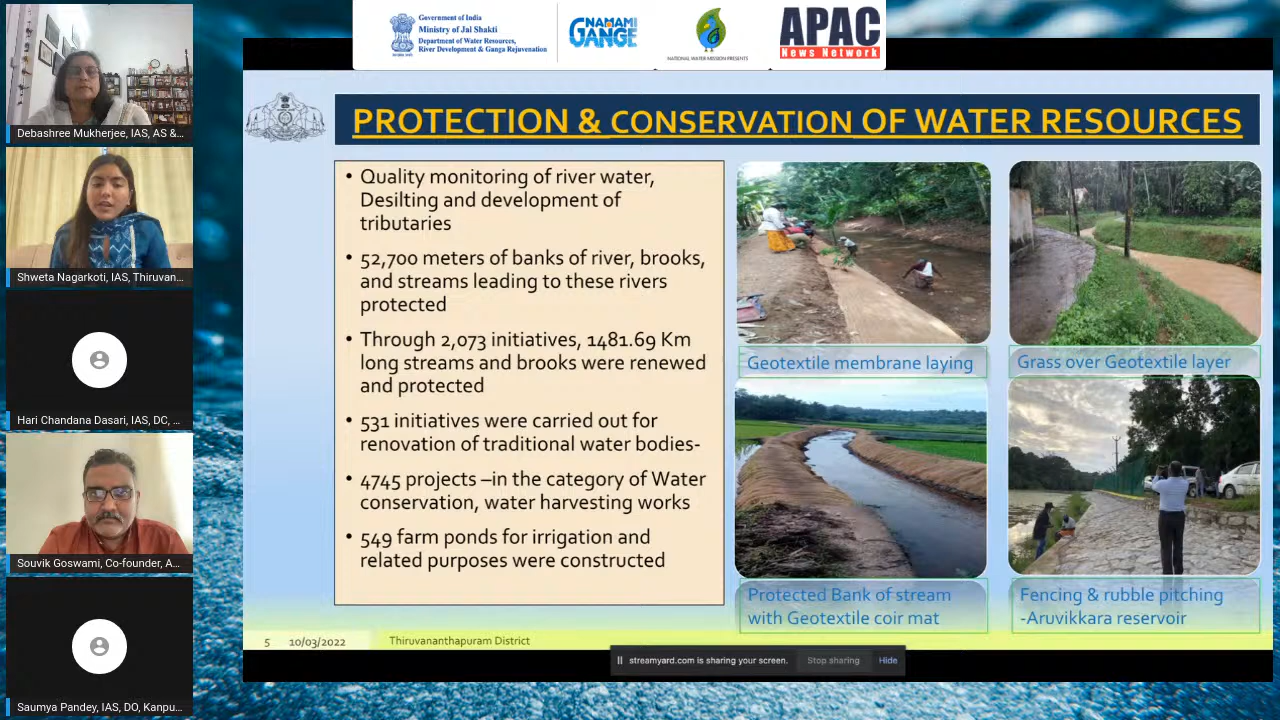 Government of India
Ministry of Jal Shakti
Department of Water Resources,
River Development & Ganga Rejuvenation
NAMAMI
GANGE
NATIONAL WATER MISSION PRESENTS
APAC
News Network
Debashree Mukherjee, IAS, AS &...
Shweta Nagarkoti, IAS, Thiruvan...
Hari Chandana Dasari, IAS, DC, ...
Souvik Goswami, Co-founder, A...
Saumya Pandey, IAS, DO, Kanpu...
PROTECTION & CONSERVATION OF WATER RESOURCES
• Quality monitoring of river water,
Desilting and development of
tributaries
• 52,700 meters of banks of river, brooks,
and streams leading to these rivers
protected
• Through 2,073 initiatives, 1481.69 Km
long streams and brooks were renewed
and protected
• 531 initiatives were carried out for
renovation of traditional water bodies-
• 4745 projects –in the category of Water
conservation, water harvesting works
• 549 farm ponds for irrigation and
related purposes were constructed
Geotextile membrane laying
Grass over Geotextile layer
Protected Bank of stream
with Geotextile coir mat
Fencing & rubble pitching
-Aruvikkara reservoir
5 10/03/2022 Thiruvananthapuram District
streamyard.com is sharing your screen. Stop sharing Hide